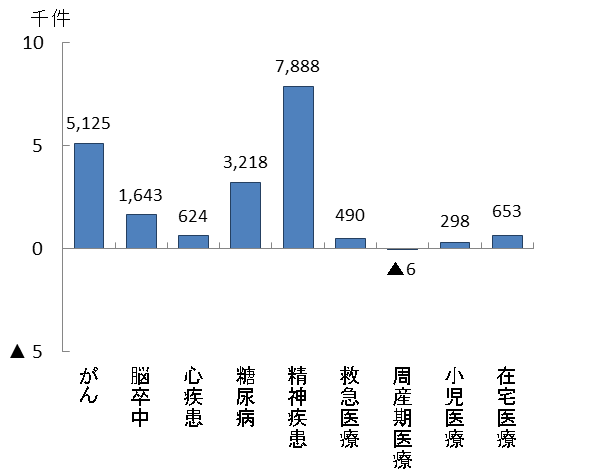 千件
10
5
0
▲ 5
5,125
1,643
624
3,218
7,888
490
▲6
298
653
がん
脳卒中
心疾患
糖尿病
精神疾患
救急医療
周産期医療
小児医療
在宅医療